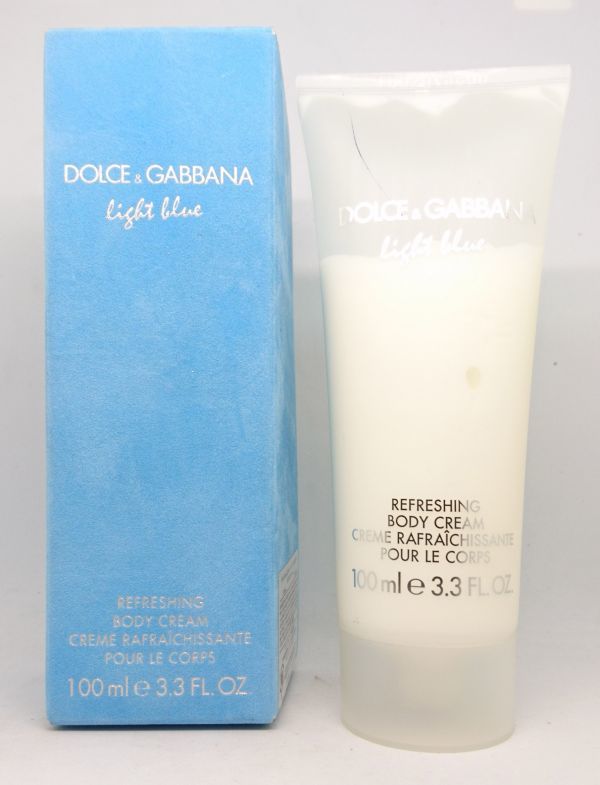 DOLCE & GABBANA
light blue
REFRESHING
BODY CREAM
CREME RAFRAÎCHISSANTE
POUR LE CORPS
100 ml e 3.3 FL. OZ.
DOLCE & GABBANA
light blue
REFRESHING
BODY CREAM
CREME RAFRAÎCHISSANTE
POUR LE CORPS
100 ml e 3.3 FL. OZ.